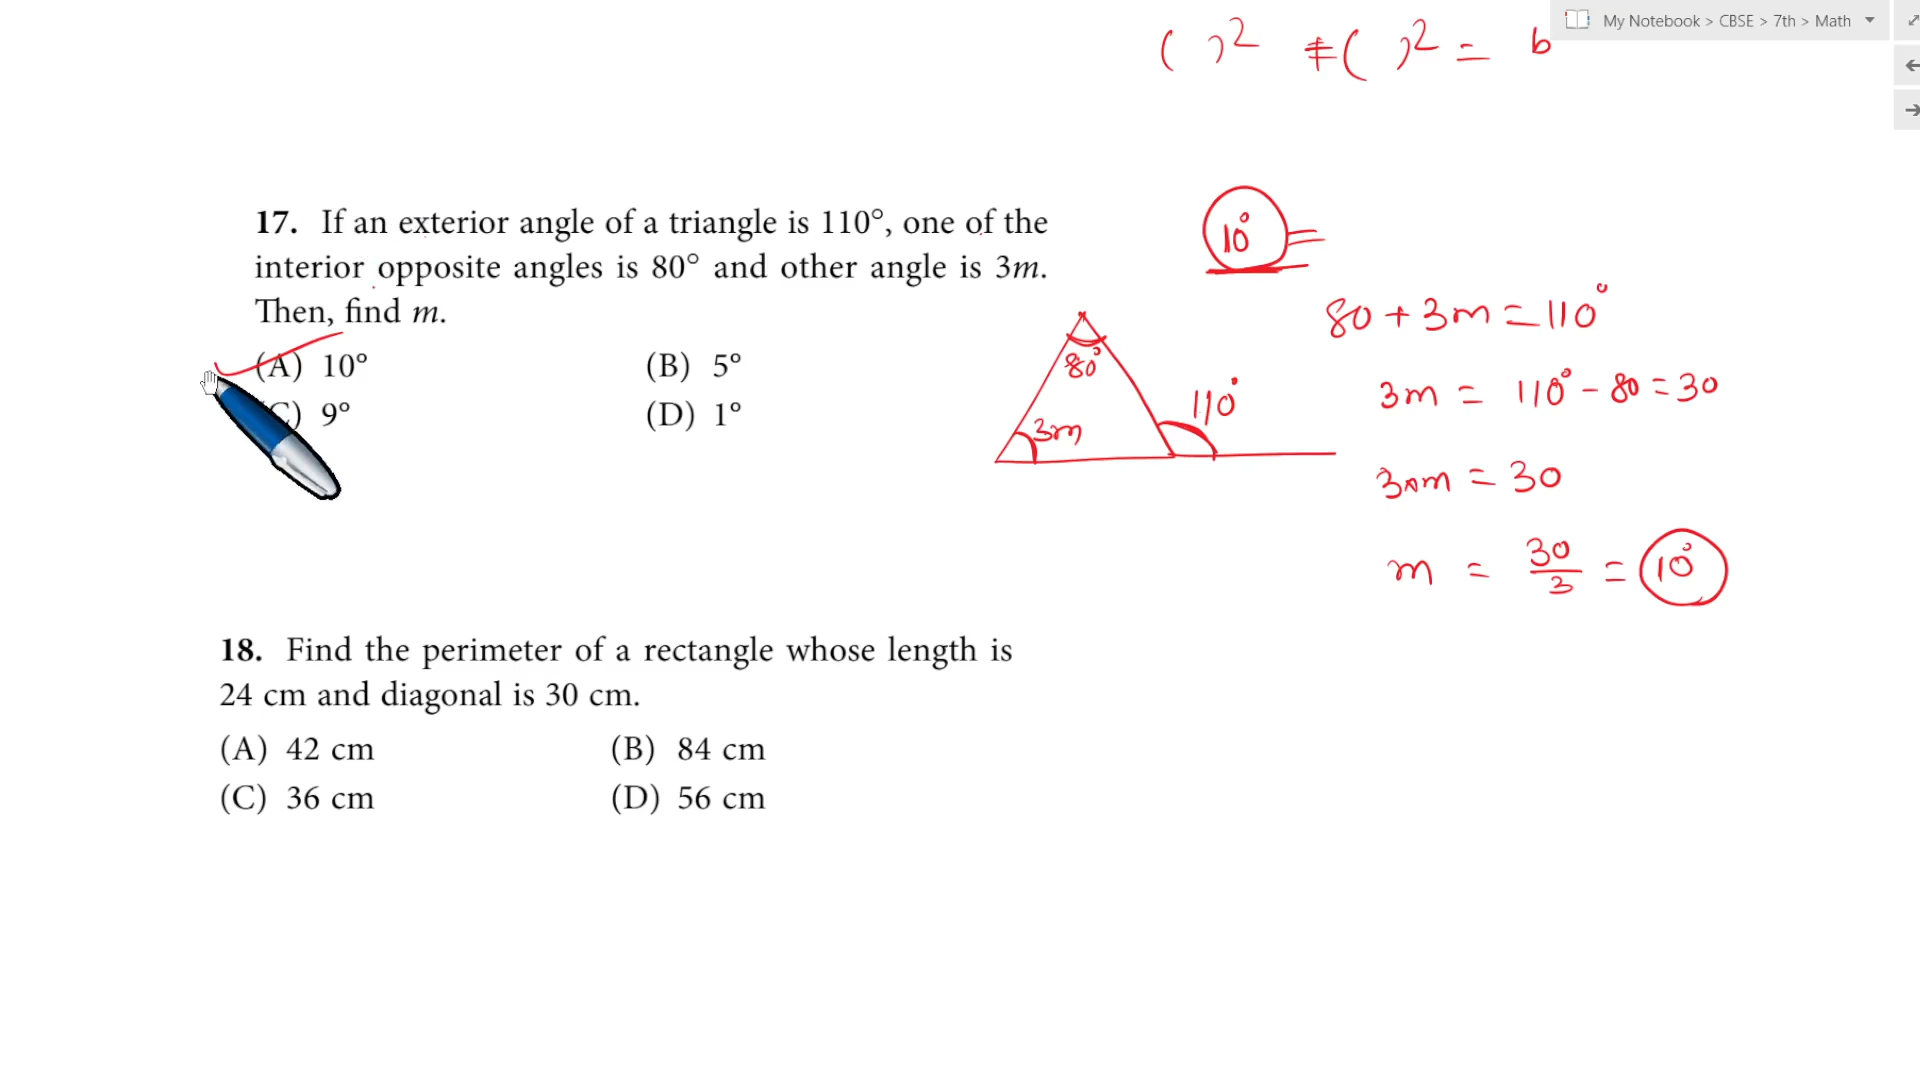 My Notebook > CBSE > 7th > Math
( )² ≠ ( )² = b
17. If an exterior angle of a triangle is 110°, one of the
interior opposite angles is 80° and other angle is 3m.
Then, find m.
(A) 10°
(B) 5°
C) 9°
(D) 1°
10° =
80 + 3m = 110°
80°
110°
3m = 110° - 80 = 30
3m
3×m = 30
m = 30/3 = 10°
18. Find the perimeter of a rectangle whose length is
24 cm and diagonal is 30 cm.
(A) 42 cm
(B) 84 cm
(C) 36 cm
(D) 56 cm